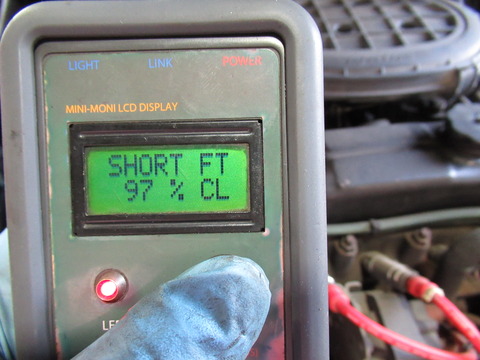 LIGHT LINK POWER
MINI-MONI LCD DISPLAY
SHORT FT
97 % CL